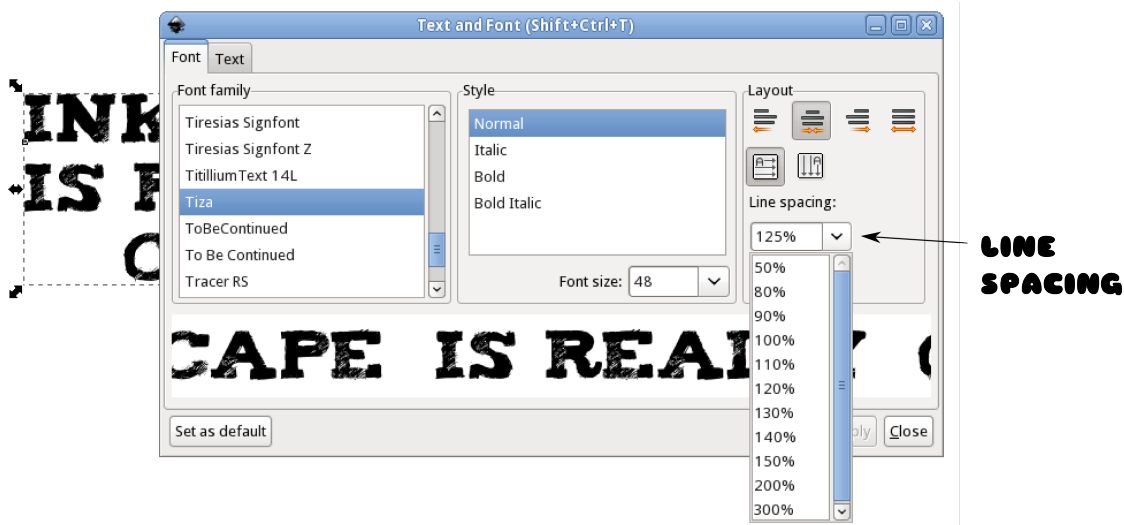 Text and Font (Shift+Ctrl+T)
Font Text
Font family
Tiresias Signfont
Tiresias Signfont Z
TitilliumText 14L
Tiza
ToBeContinued
To Be Continued
Tracer RS
Style
Normal
Italic
Bold
Bold Italic
Font size: 48
Layout
Line spacing:
125%
50%
80%
90%
100%
110%
120%
130%
140%
150%
200%
300%
LINE
SPACING
INK
IS
CAPE IS REAL
Set as default
Close